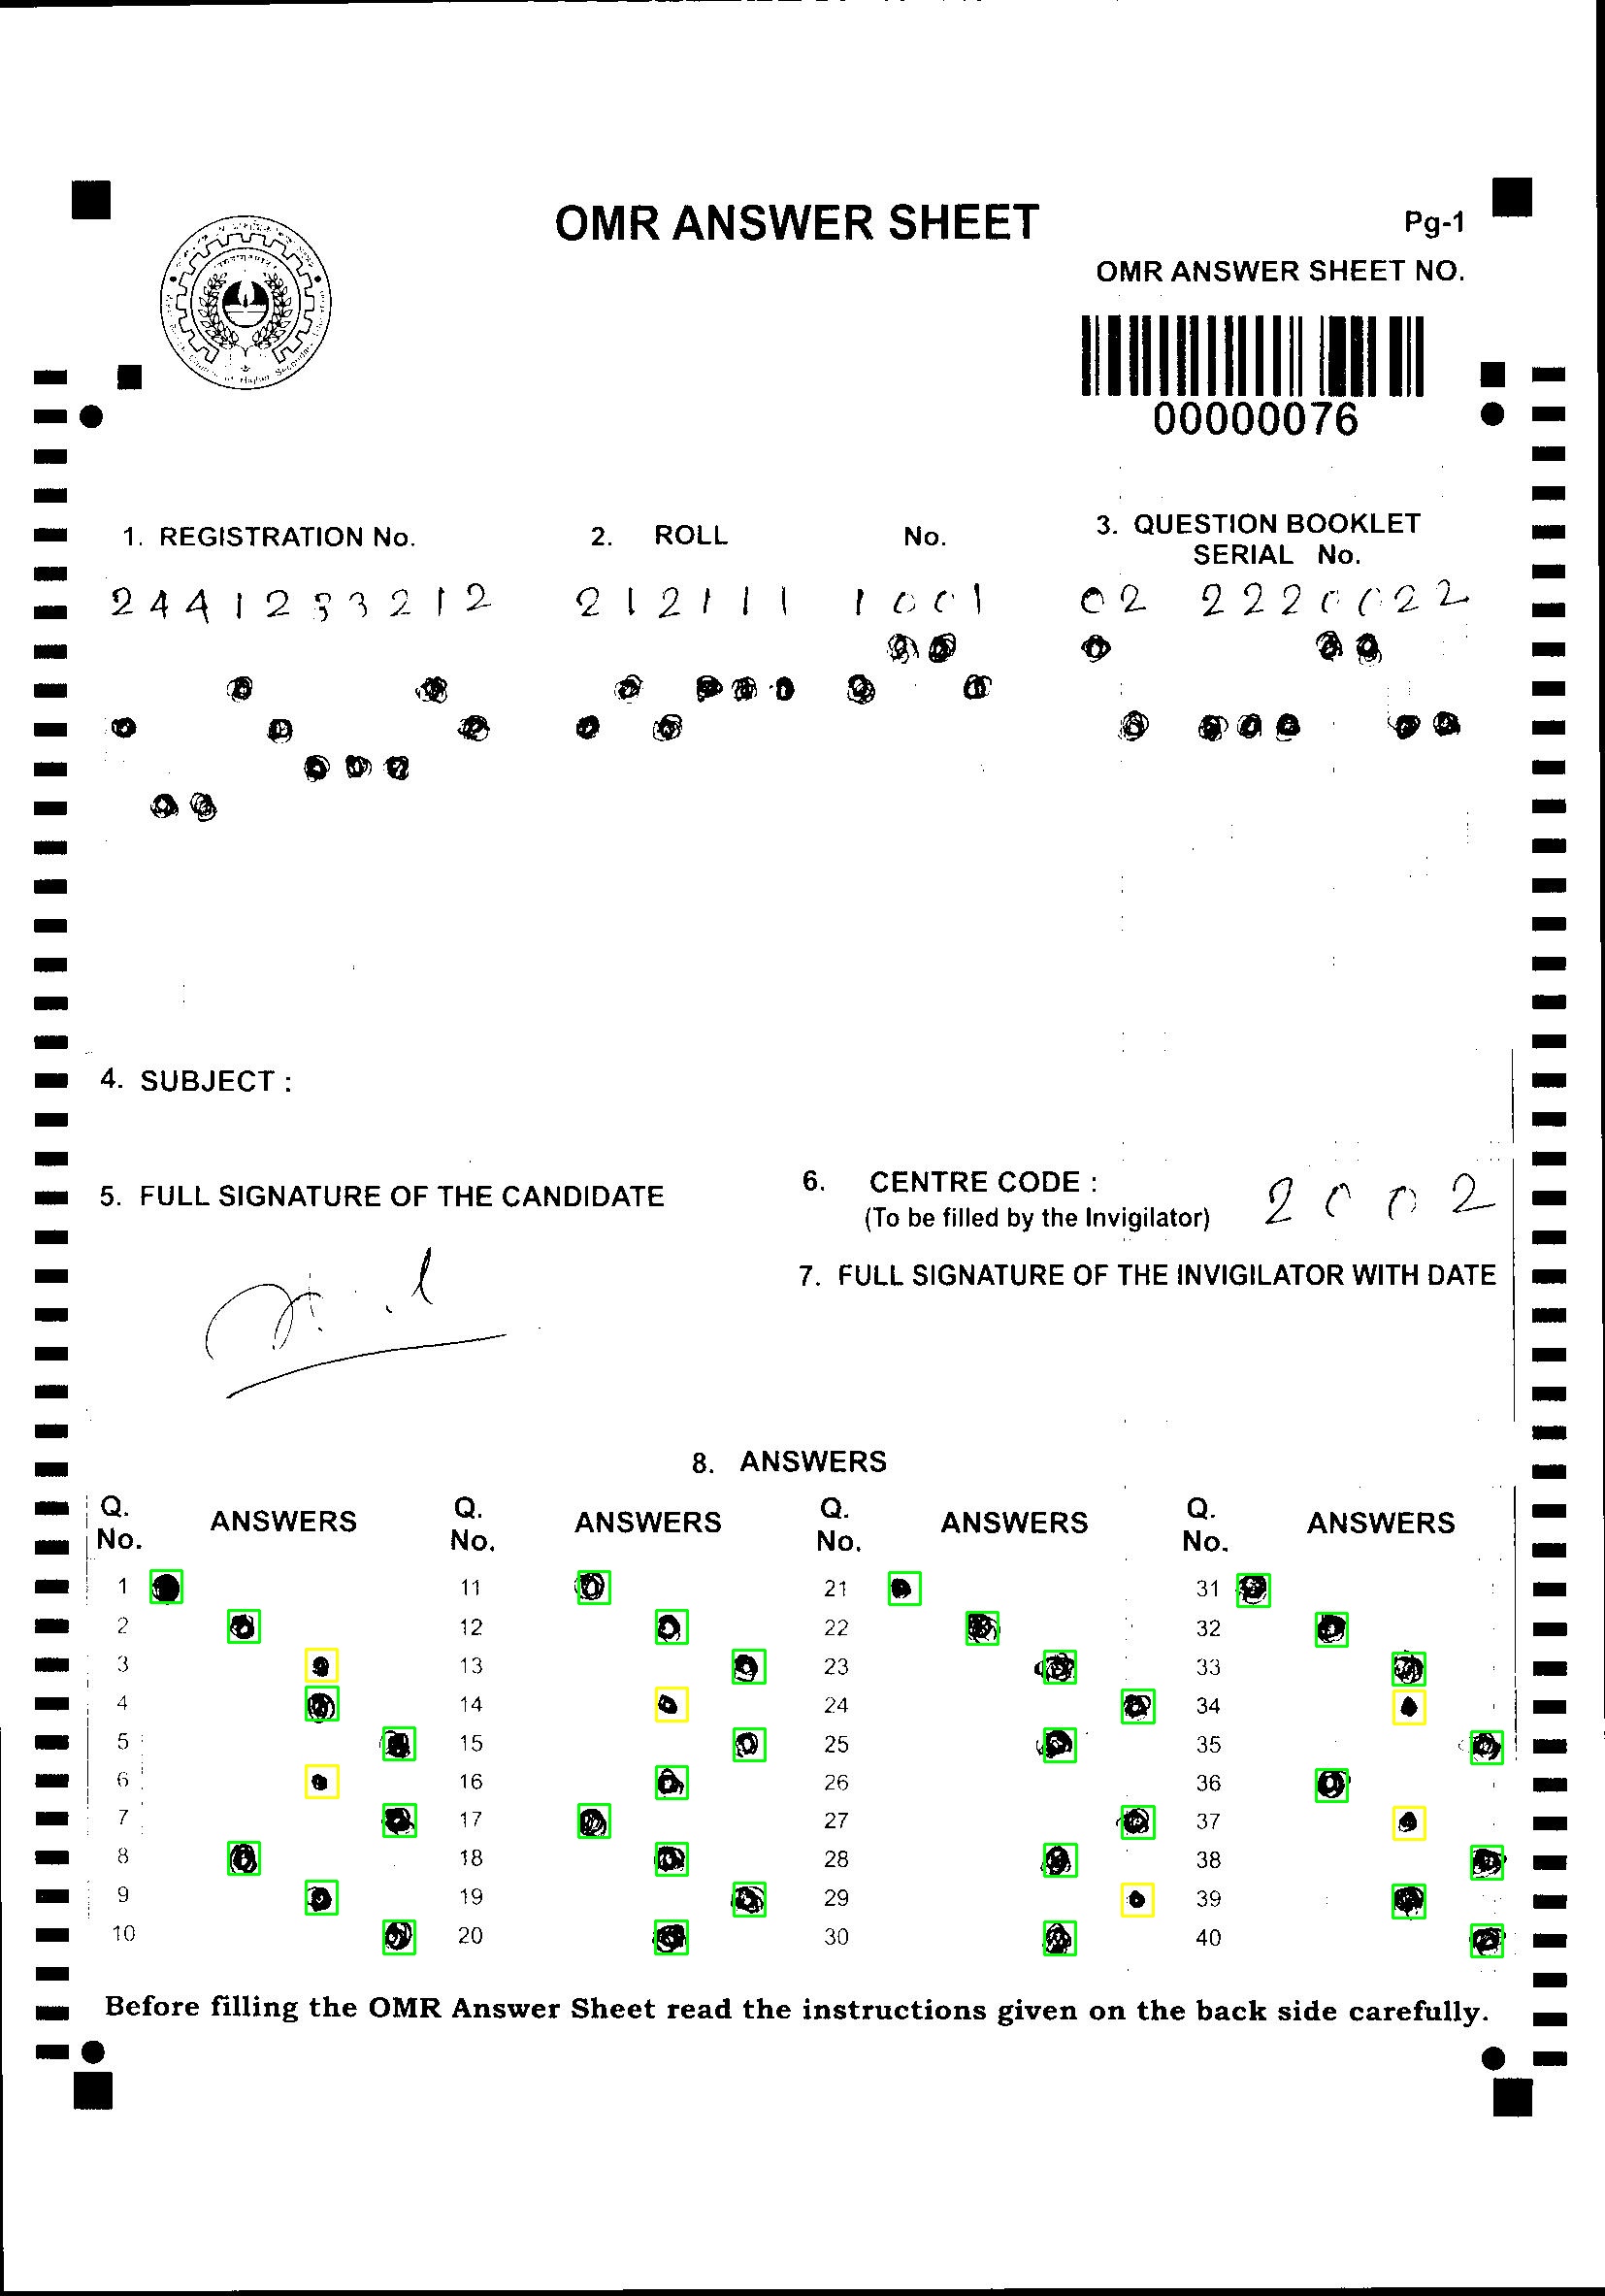 OMR ANSWER SHEET
Pg-1
OMR ANSWER SHEET NO.
00000076
1. REGISTRATION No.
2441233212
2. ROLL No.
212111 1001
3. QUESTION BOOKLET
SERIAL No.
02 2220022
4. SUBJECT :
5. FULL SIGNATURE OF THE CANDIDATE
6. CENTRE CODE : 2002
(To be filled by the Invigilator)
7. FULL SIGNATURE OF THE INVIGILATOR WITH DATE
8. ANSWERS
Q. No. ANSWERS Q. No. ANSWERS Q. No. ANSWERS Q. No. ANSWERS
1 11 21 31
2 12 22 32
3 13 23 33
4 14 24 34
5 15 25 35
6 16 26 36
7 17 27 37
8 18 28 38
9 19 29 39
10 20 30 40
Before filling the OMR Answer Sheet read the instructions given on the back side carefully.